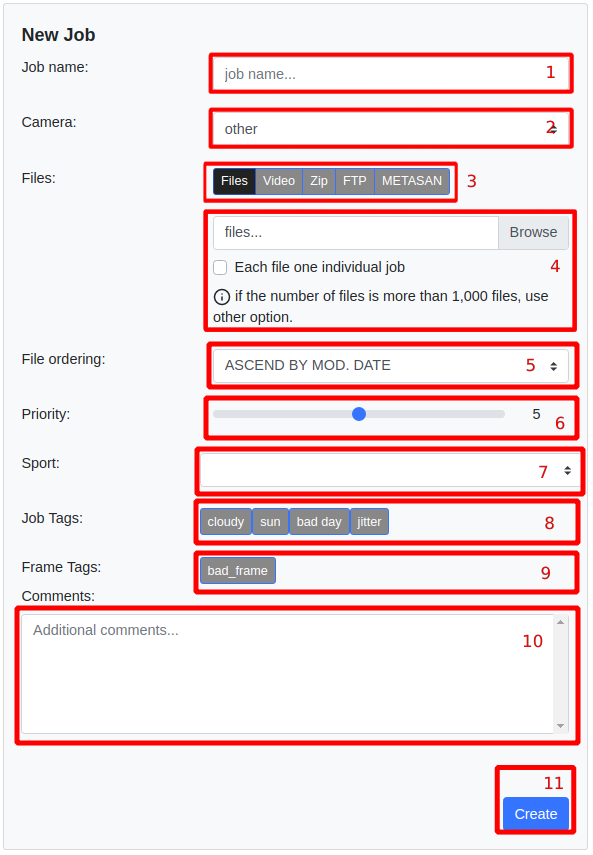 New Job
Job name:
job name... 1
Camera:
other 2
Files:
Files Video Zip FTP METASAN 3
files... Browse
Each file one individual job 4
if the number of files is more than 1,000 files, use
other option.
File ordering:
ASCEND BY MOD. DATE 5
Priority:
5 6
Sport:
7
Job Tags:
cloudy sun bad day jitter 8
Frame Tags:
bad_frame 9
Comments:
Additional comments... 10
11
Create